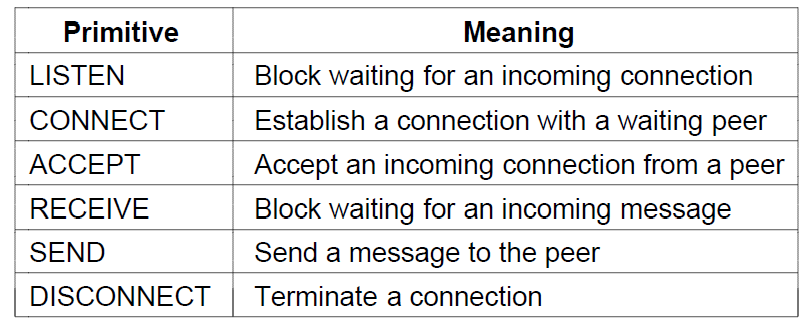 Primitive Meaning
LISTEN Block waiting for an incoming connection
CONNECT Establish a connection with a waiting peer
ACCEPT Accept an incoming connection from a peer
RECEIVE Block waiting for an incoming message
SEND Send a message to the peer
DISCONNECT Terminate a connection